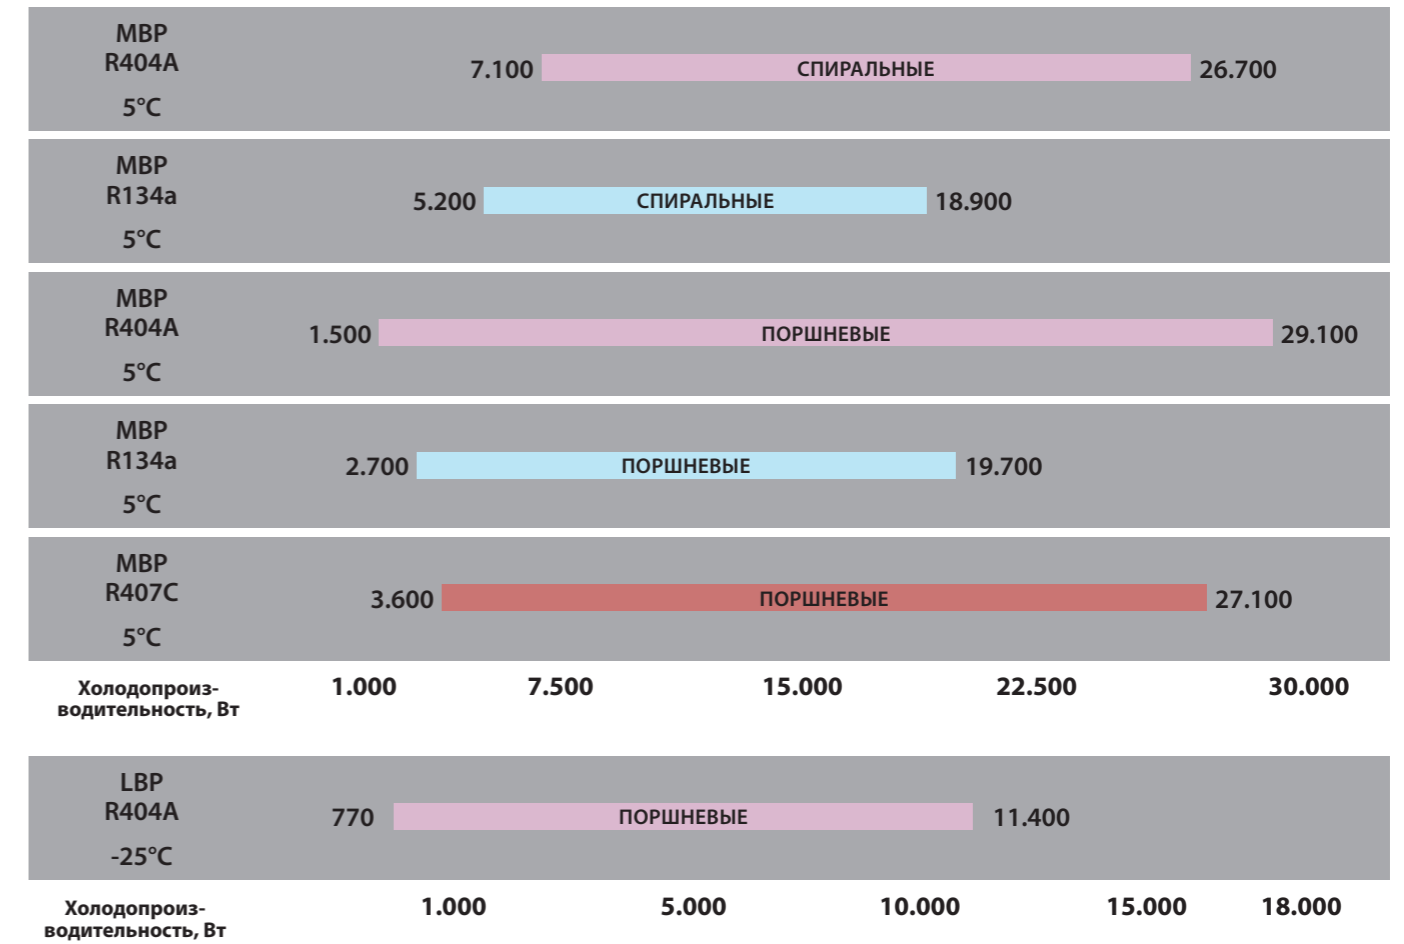 MBP
R404A
5°C
7.100 СПИРАЛЬНЫЕ 26.700
MBP
R134a
5°C
5.200 СПИРАЛЬНЫЕ 18.900
MBP
R404A
5°C
1.500 ПОРШНЕВЫЕ 29.100
MBP
R134a
5°C
2.700 ПОРШНЕВЫЕ 19.700
MBP
R407C
5°C
3.600 ПОРШНЕВЫЕ 27.100
Холодопроиз-
водительность, Вт
1.000 7.500 15.000 22.500 30.000
LBP
R404A
-25°C
770 ПОРШНЕВЫЕ 11.400
Холодопроиз-
водительность, Вт
1.000 5.000 10.000 15.000 18.000